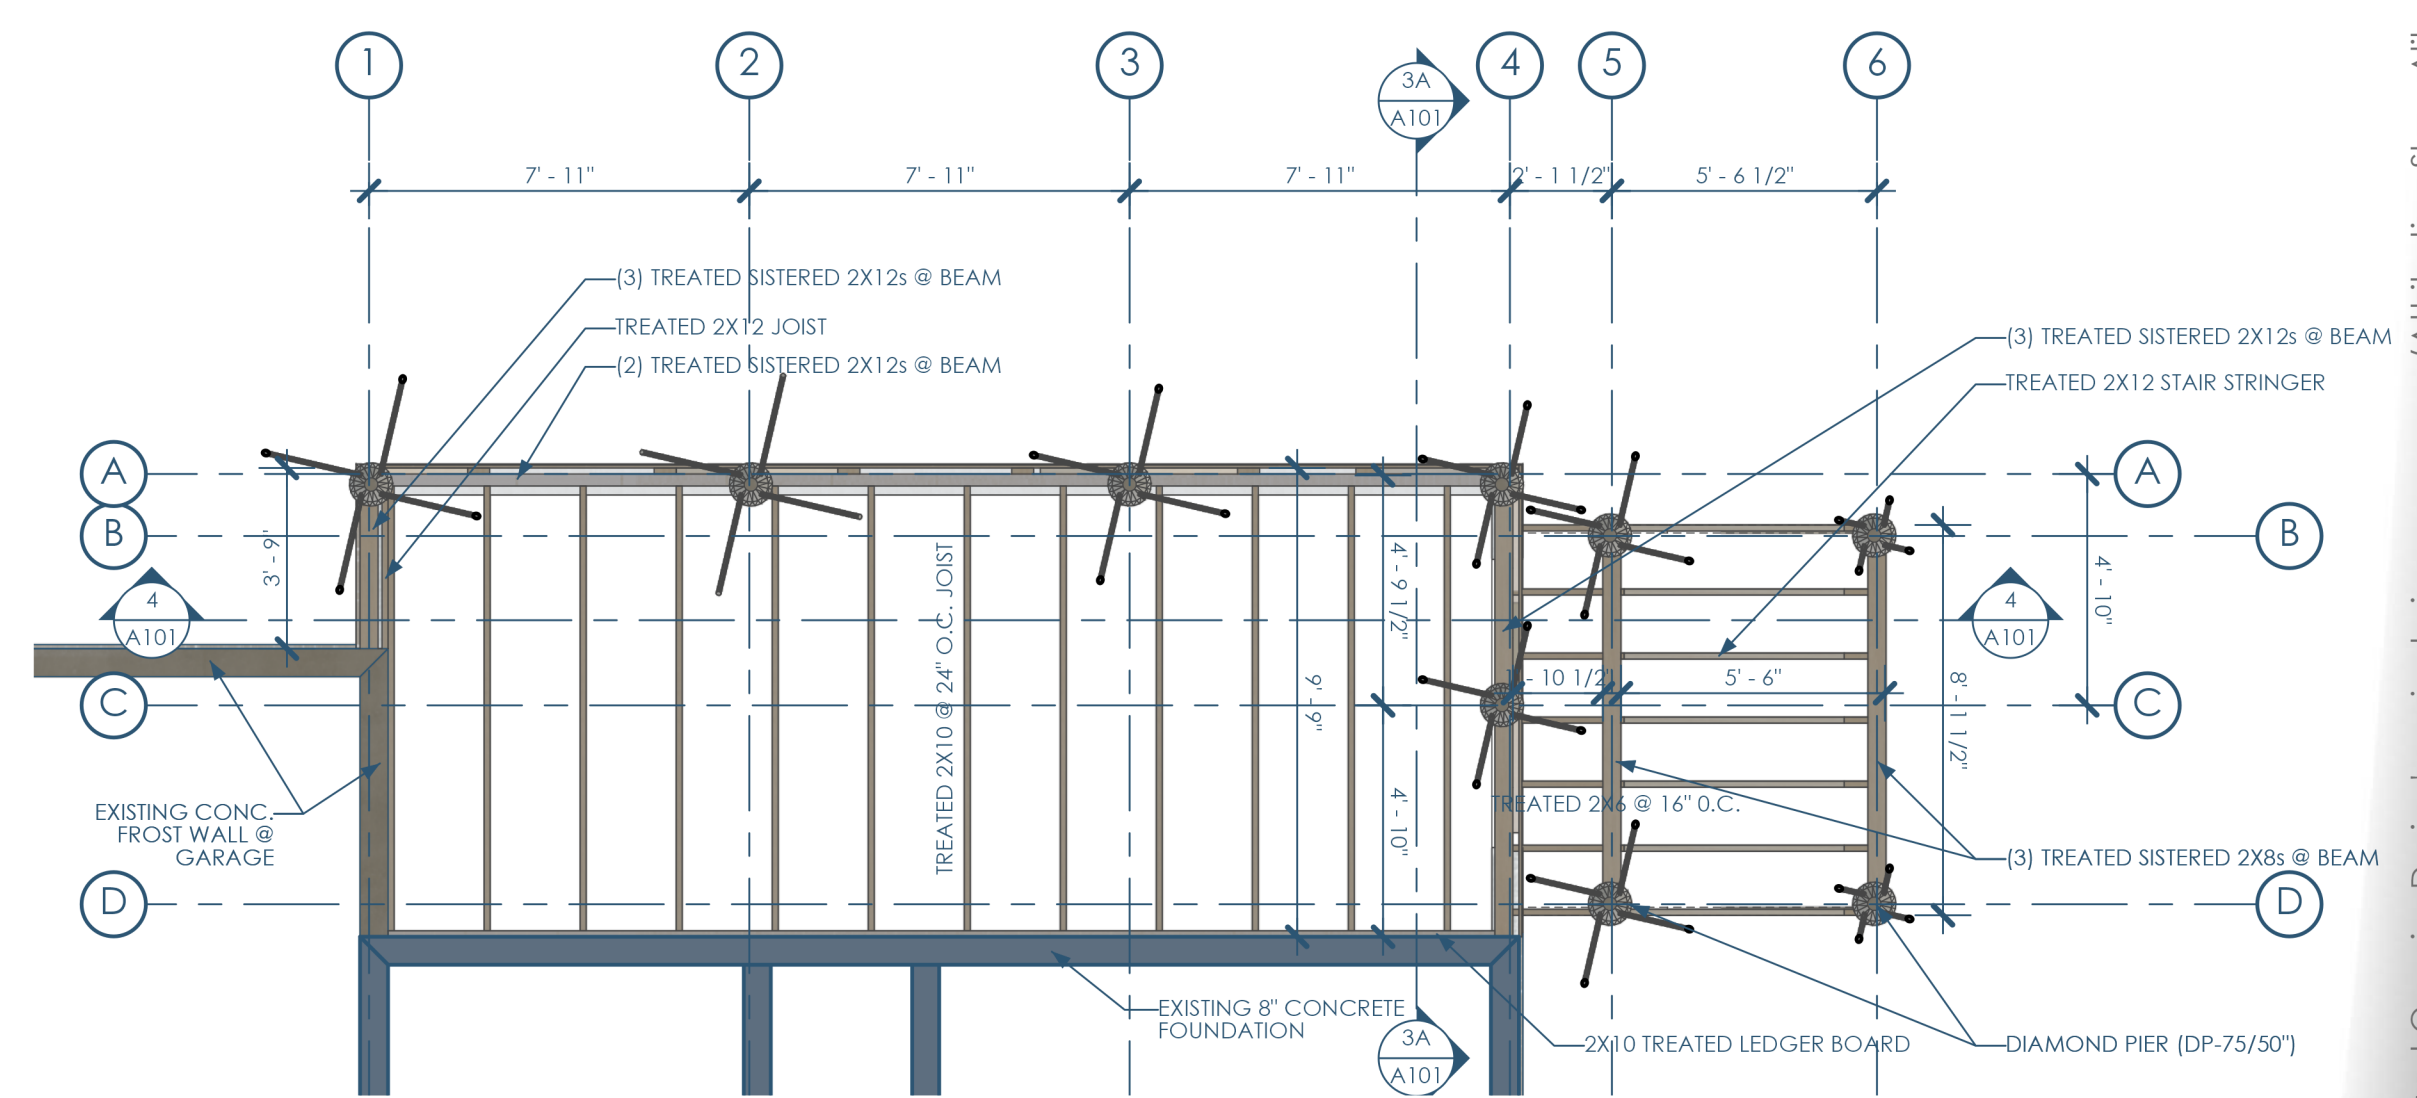 1
2
3
4
5
6
3A
A101
7' - 11"
7' - 11"
7' - 11"
2' - 1 1/2"
5' - 6 1/2"
(3) TREATED SISTERED 2X12s @ BEAM
TREATED 2X12 JOIST
(2) TREATED SISTERED 2X12s @ BEAM
(3) TREATED SISTERED 2X12s @ BEAM
TREATED 2X12 STAIR STRINGER
A
A
B
B
3' - 9"
4' - 9 1/2"
4' - 10"
4
A101
4
A101
TREATED 2X10 @ 24" O.C. JOIST
9' - 9"
- 10 1/2"
5' - 6"
8' - 1 1/2"
C
C
EXISTING CONC.
FROST WALL @
GARAGE
4' - 10"
TREATED 2X6 @ 16" O.C.
(3) TREATED SISTERED 2X8s @ BEAM
D
D
EXISTING 8" CONCRETE
FOUNDATION
2X10 TREATED LEDGER BOARD
DIAMOND PIER (DP-75/50")
3A
A101